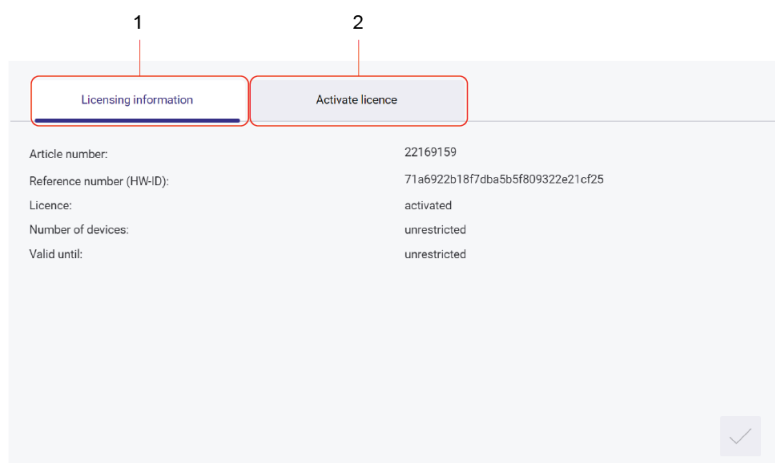 1 2
Licensing information Activate licence
Article number: 22169159
Reference number (HW-ID): 71a6922b18f7dba5b5f809322e21cf25
Licence: activated
Number of devices: unrestricted
Valid until: unrestricted